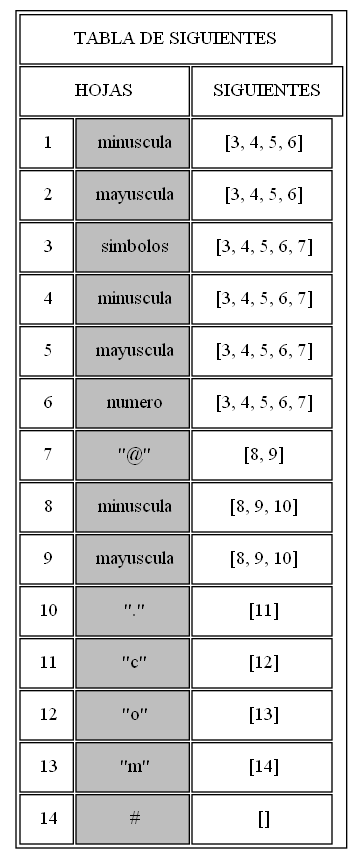 TABLA DE SIGUIENTES
HOJAS SIGUIENTES
1 minuscula [3, 4, 5, 6]
2 mayuscula [3, 4, 5, 6]
3 simbolos [3, 4, 5, 6, 7]
4 minuscula [3, 4, 5, 6, 7]
5 mayuscula [3, 4, 5, 6, 7]
6 numero [3, 4, 5, 6, 7]
7 "@" [8, 9]
8 minuscula [8, 9, 10]
9 mayuscula [8, 9, 10]
10 "." [11]
11 "c" [12]
12 "o" [13]
13 "m" [14]
14 # []